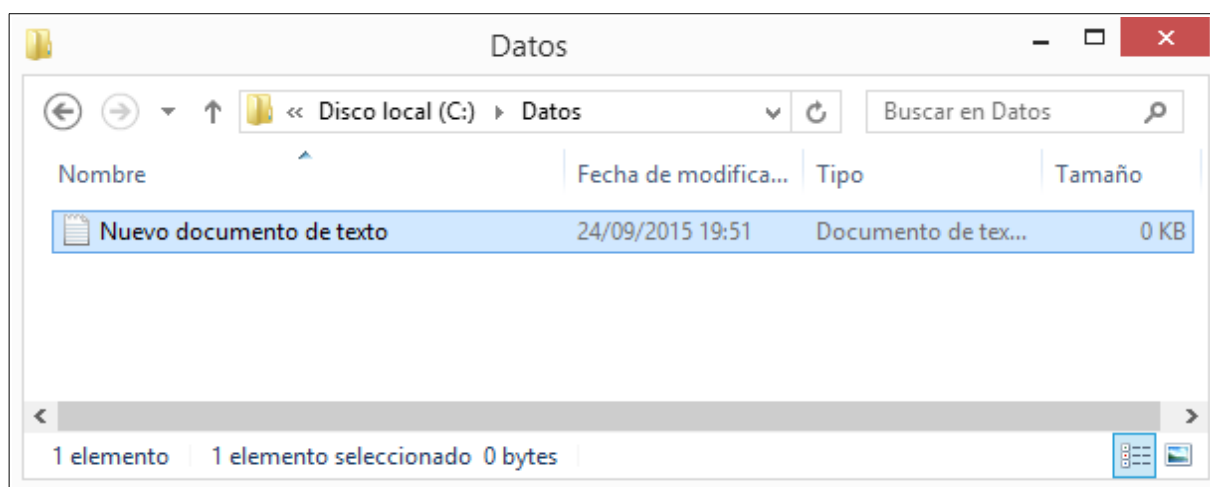 Datos
« Disco local (C:) Datos Buscar en Datos
Nombre Fecha de modifica... Tipo Tamaño
Nuevo documento de texto 24/09/2015 19:51 Documento de tex... 0 KB
1 elemento 1 elemento seleccionado 0 bytes